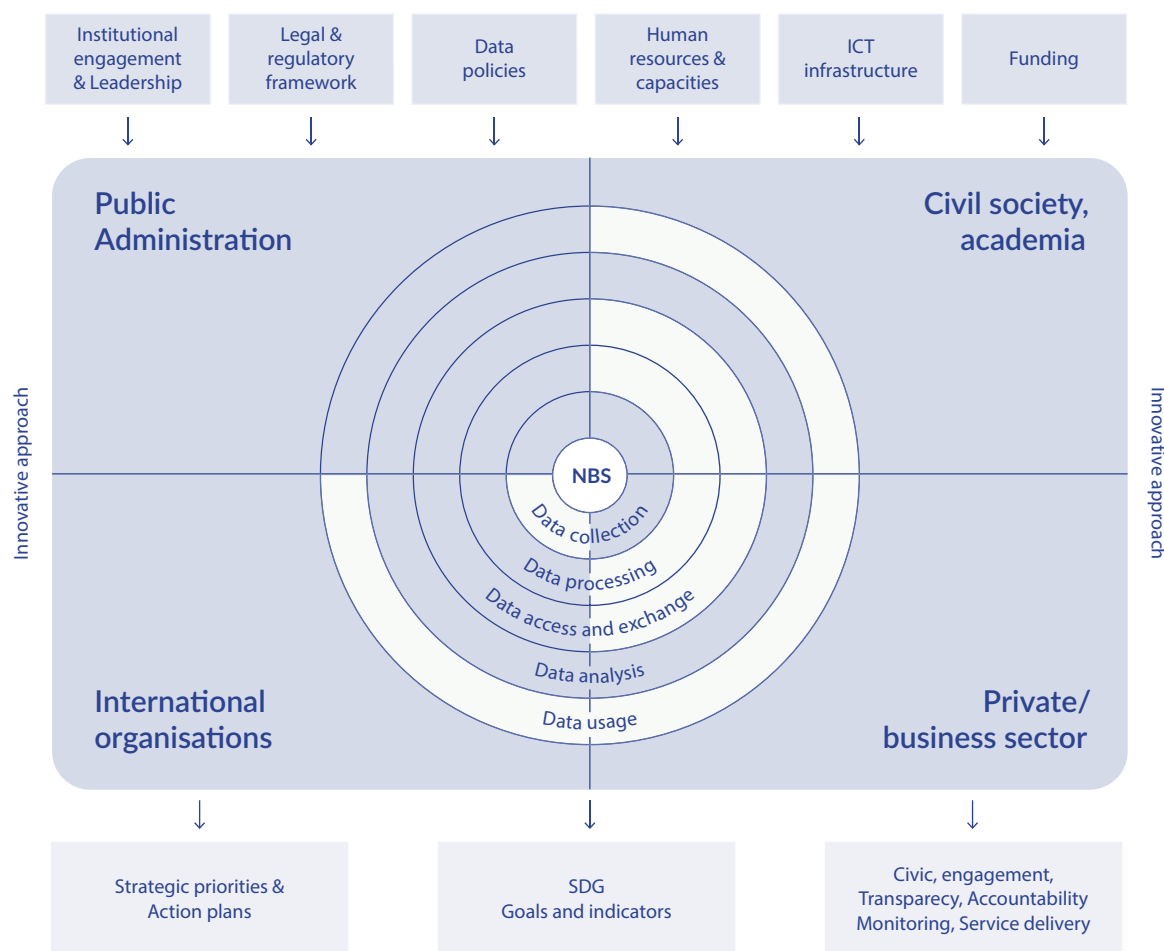 Institutional
engagement
& Leadership
Legal &
regulatory
framework
Data
policies
Human
resources &
capacities
ICT
infrastructure
Funding
Public
Administration
Civil society,
academia
Innovative approach
Innovative approach
NBS
Data collection
Data processing
Data access and exchange
Data analysis
Data usage
International
organisations
Private/
business sector
Strategic priorities &
Action plans
SDG
Goals and indicators
Civic, engagement,
Transparecy, Accountability
Monitoring, Service delivery